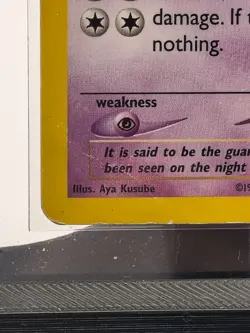 damage. If
nothing.
weakness
It is said to be the
been seen on the night
Illus. Aya Kusube
©19